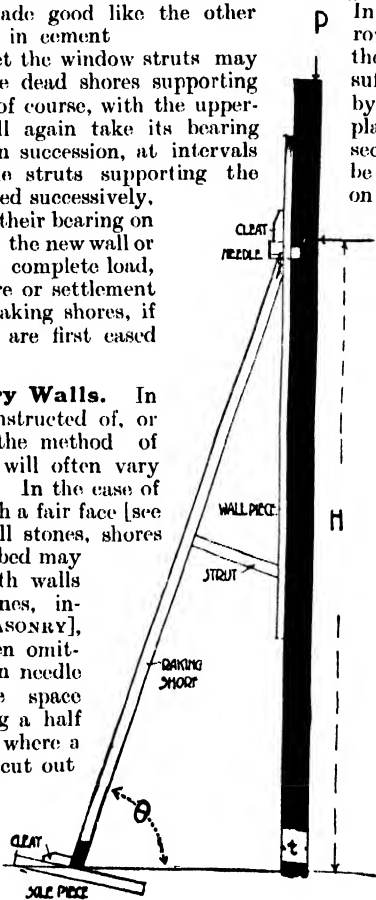 ade good like the other
in cement
et the window struts may
e dead shores supporting
of course, with the upper-
ll again take its bearing
n succession, at intervals
e struts supporting the
ed successively,
their bearing on
the new wall or
complete load,
re or settlement
aking shores, if
are first eased
ry Walls. In
nstructed of, or
the method of
will often vary
In the case of
h a fair face [see
ll stones, shores
bed may
th walls
nes, in-
ASONRY],
en omit-
n needle
e space
g a half
where a
cut out
In
rov
the
suf
by
pla
sec
be
on
P
CLEAT
NEEDLE
WALL PIECE
H
STRUT
RAKING
SHORE
θ
t
CLEAT
SOLE PIECE